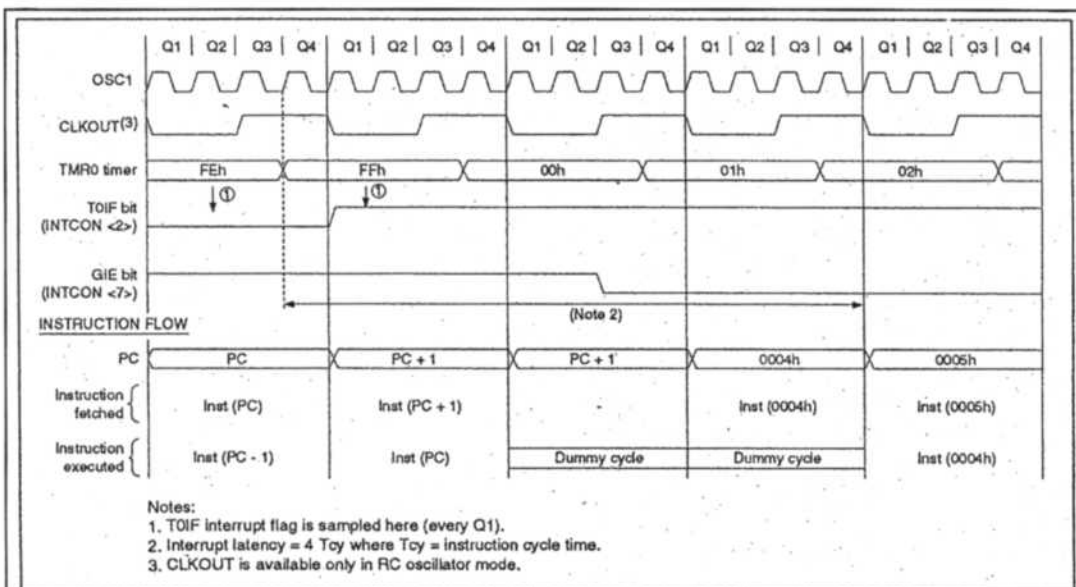 Q1 | Q2 | Q3 | Q4 Q1 | Q2 | Q3 | Q4 Q1 | Q2 | Q3 | Q4 Q1 | Q2 | Q3 | Q4 Q1 | Q2 | Q3 | Q4
OSC1
CLKOUT(3)
TMR0 timer FEh FFh 00h 01h 02h
① ①
T0IF bit
(INTCON <2>)
GIE bit
(INTCON <7>)
(Note 2)
INSTRUCTION FLOW
PC PC PC + 1 PC + 1 0004h 0005h
Instruction
fetched Inst (PC) Inst (PC + 1) Inst (0004h) Inst (0005h)
Instruction
executed Inst (PC - 1) Inst (PC) Dummy cycle Dummy cycle Inst (0004h)
Notes:
1. T0IF interrupt flag is sampled here (every Q1).
2. Interrupt latency = 4 Tcy where Tcy = instruction cycle time.
3. CLKOUT is available only in RC oscillator mode.